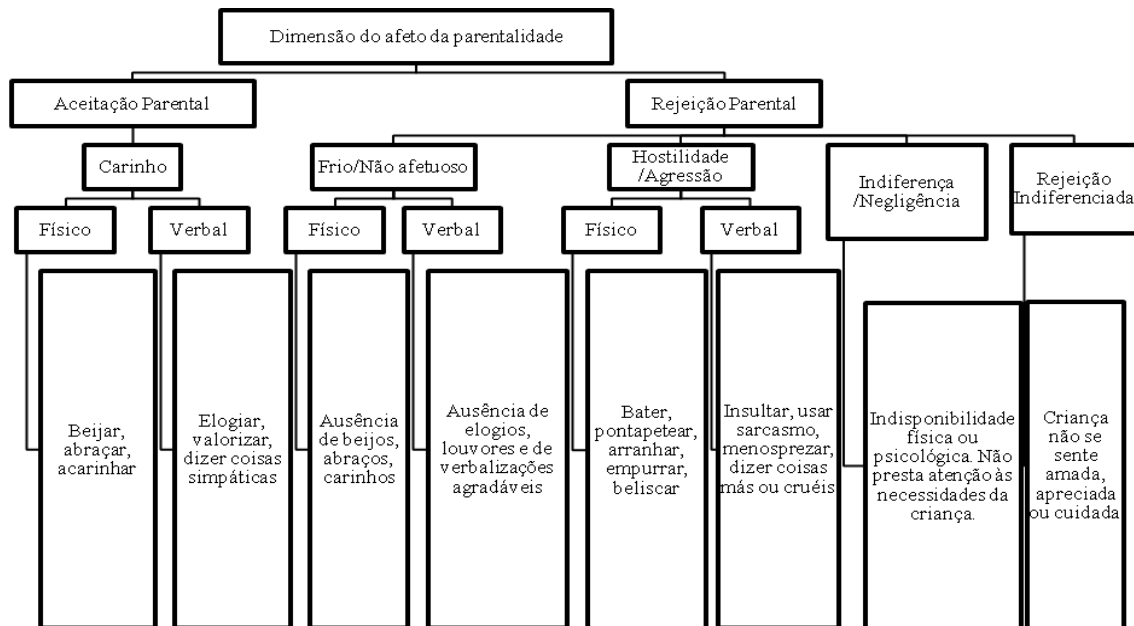 Dimensão do afeto da parentalidade
Aceitação Parental
Rejeição Parental
Carinho
Frio/Não afetuoso
Hostilidade
/Agressão
Indiferença
/Negligência
Rejeição
Indiferenciada
Físico
Verbal
Físico
Verbal
Físico
Verbal
Beijar,
abraçar,
acarinhar
Elogiar,
valorizar,
dizer coisas
simpáticas
Ausência
de beijos,
abraços,
carinhos
Ausência de
elogios,
louvores e de
verbalizações
agradáveis
Bater,
pontapetear,
arranhar,
empurrar,
beliscar
Insultar, usar
sarcasmo,
menosprezar,
dizer coisas
más ou cruéis
Indisponibilidade
física ou
psicológica. Não
presta atenção às
necessidades da
criança.
Criança
não se
sente
amada,
apreciada
ou cuidada